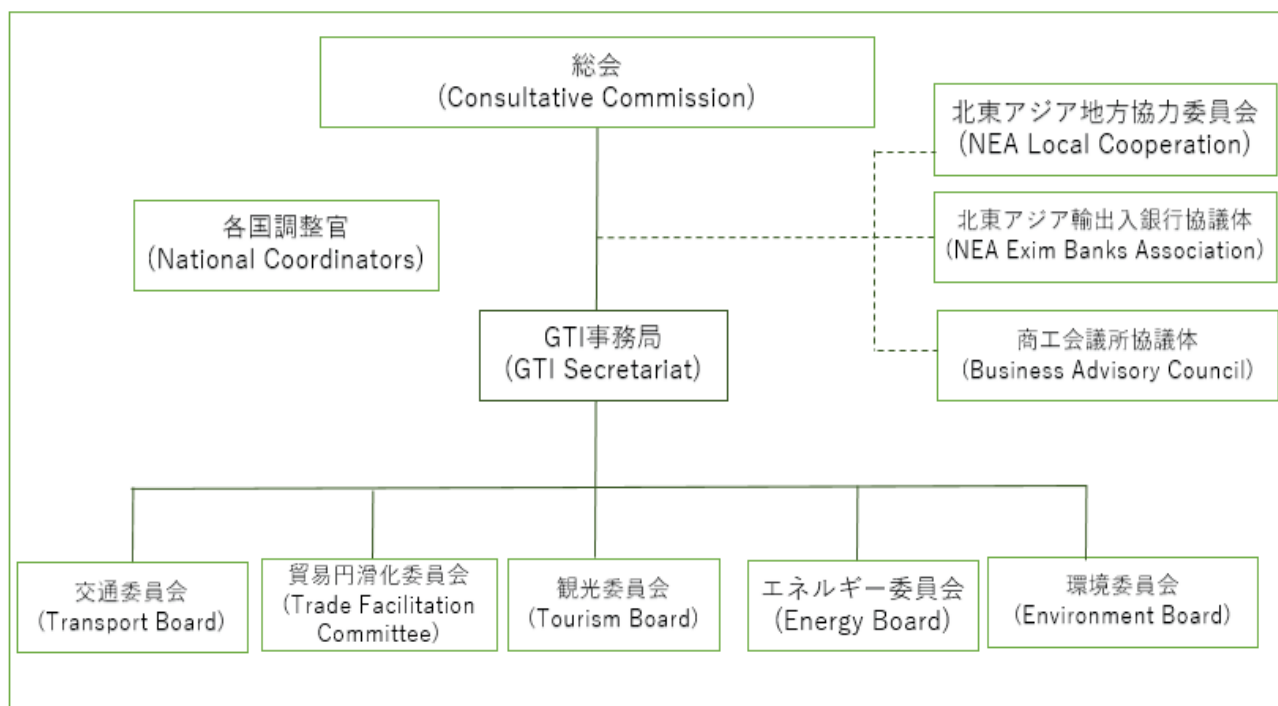 総会
(Consultative Commission)
北東アジア地方協力委員会
(NEA Local Cooperation)
各国調整官
(National Coordinators)
北東アジア輸出入銀行協議体
(NEA Exim Banks Association)
GTI事務局
(GTI Secretariat)
商工会議所協議体
(Business Advisory Council)
交通委員会
(Transport Board)
貿易円滑化委員会
(Trade Facilitation
Committee)
観光委員会
(Tourism Board)
エネルギー委員会
(Energy Board)
環境委員会
(Environment Board)